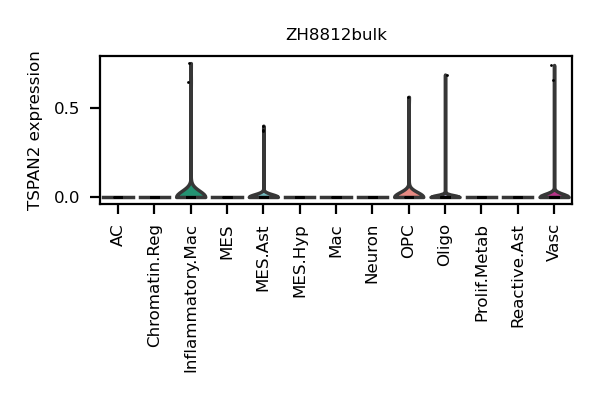 ZH8812bulk
TSPAN2 expression
0.5
0.0
AC
Chromatin.Reg
Inflammatory.Mac
MES
MES.Ast
MES.Hyp
Mac
Neuron
OPC
Oligo
Prolif.Metab
Reactive.Ast
Vasc